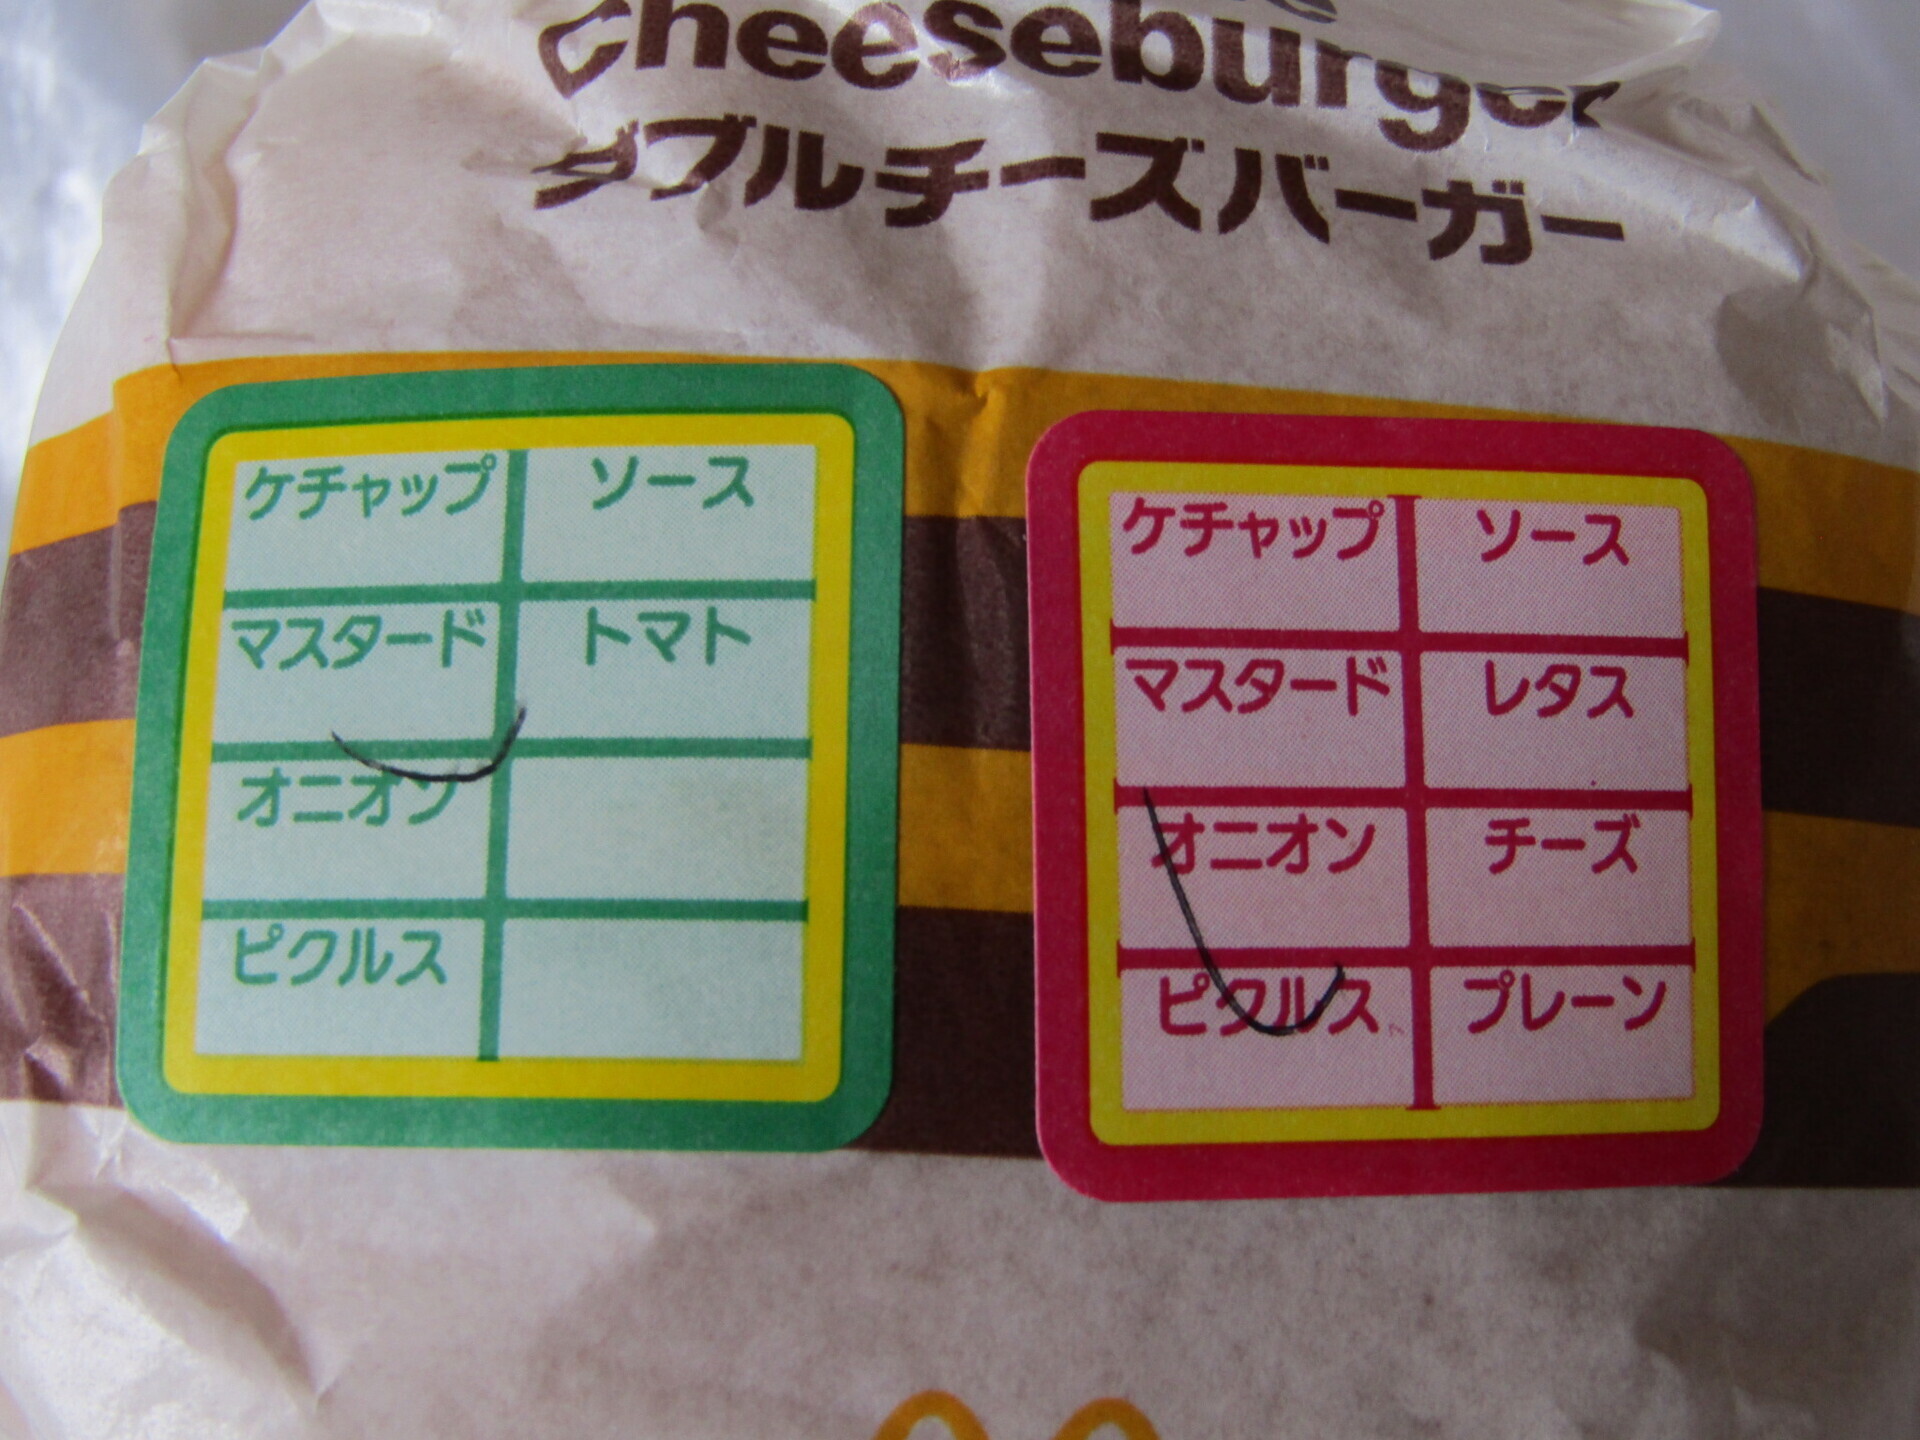 cheeseburger
ダブルチーズバーガー
ケチャップ ソース
マスタード トマト
オニオン
ピクルス
ケチャップ ソース
マスタード レタス
オニオン チーズ
ピクルス プレーン